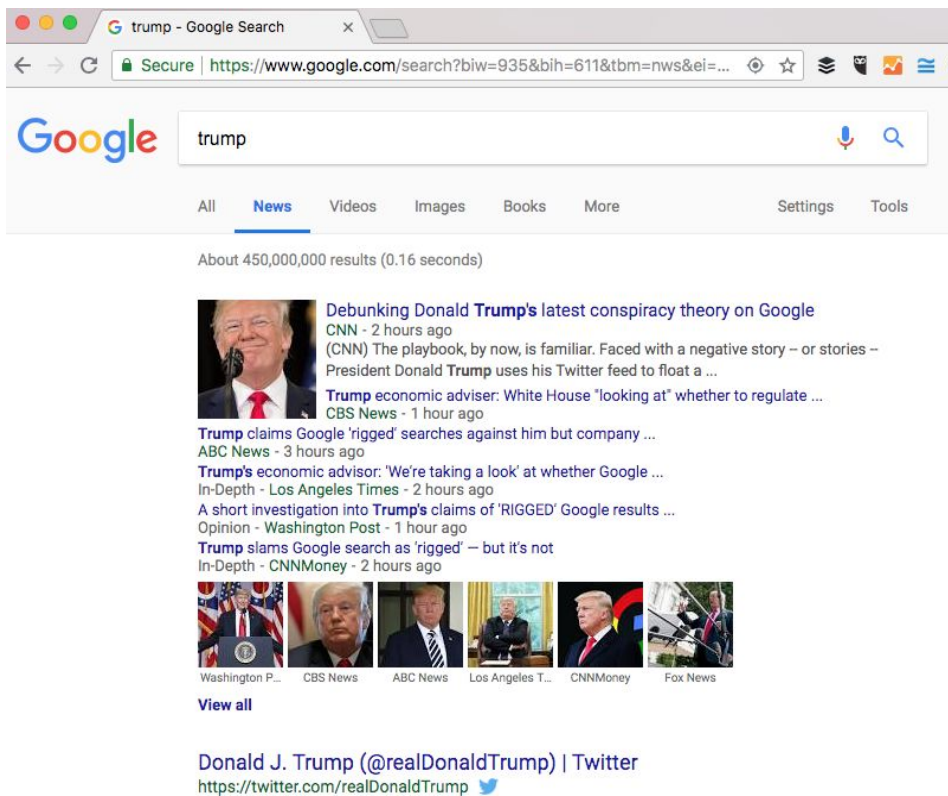 trump - Google Search
Secure | https://www.google.com/search?biw=935&bih=611&tbm=nws&ei=...
Google
trump
All News Videos Images Books More Settings Tools
About 450,000,000 results (0.16 seconds)
Debunking Donald Trump's latest conspiracy theory on Google
CNN - 2 hours ago
(CNN) The playbook, by now, is familiar. Faced with a negative story -- or stories --
President Donald Trump uses his Twitter feed to float a ...
Trump economic adviser: White House "looking at" whether to regulate ...
CBS News - 1 hour ago
Trump claims Google 'rigged' searches against him but company ...
ABC News - 3 hours ago
Trump's economic advisor: 'We're taking a look' at whether Google ...
In-Depth - Los Angeles Times - 2 hours ago
A short investigation into Trump's claims of 'RIGGED' Google results ...
Opinion - Washington Post - 1 hour ago
Trump slams Google search as 'rigged' — but it's not
In-Depth - CNNMoney - 2 hours ago
Washington P... CBS News ABC News Los Angeles T... CNNMoney Fox News
View all
Donald J. Trump (@realDonaldTrump) | Twitter
https://twitter.com/realDonaldTrump